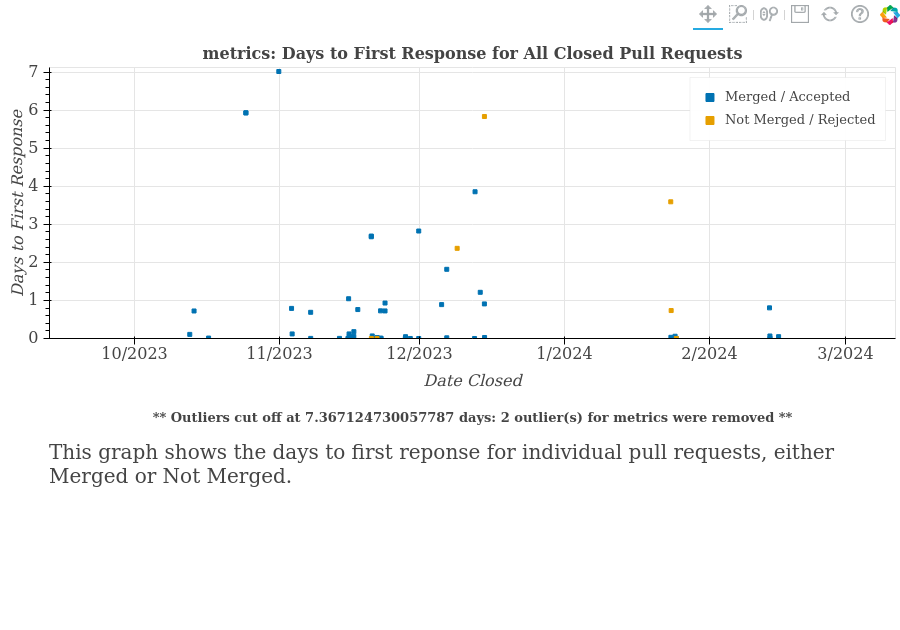 metrics: Days to First Response for All Closed Pull Requests
Days to First Response
7
6
5
4
3
2
1
0
Merged / Accepted
Not Merged / Rejected
10/2023 11/2023 12/2023 1/2024 2/2024 3/2024
Date Closed
** Outliers cut off at 7.367124730057787 days: 2 outlier(s) for metrics were removed **
This graph shows the days to first reponse for individual pull requests, either
Merged or Not Merged.